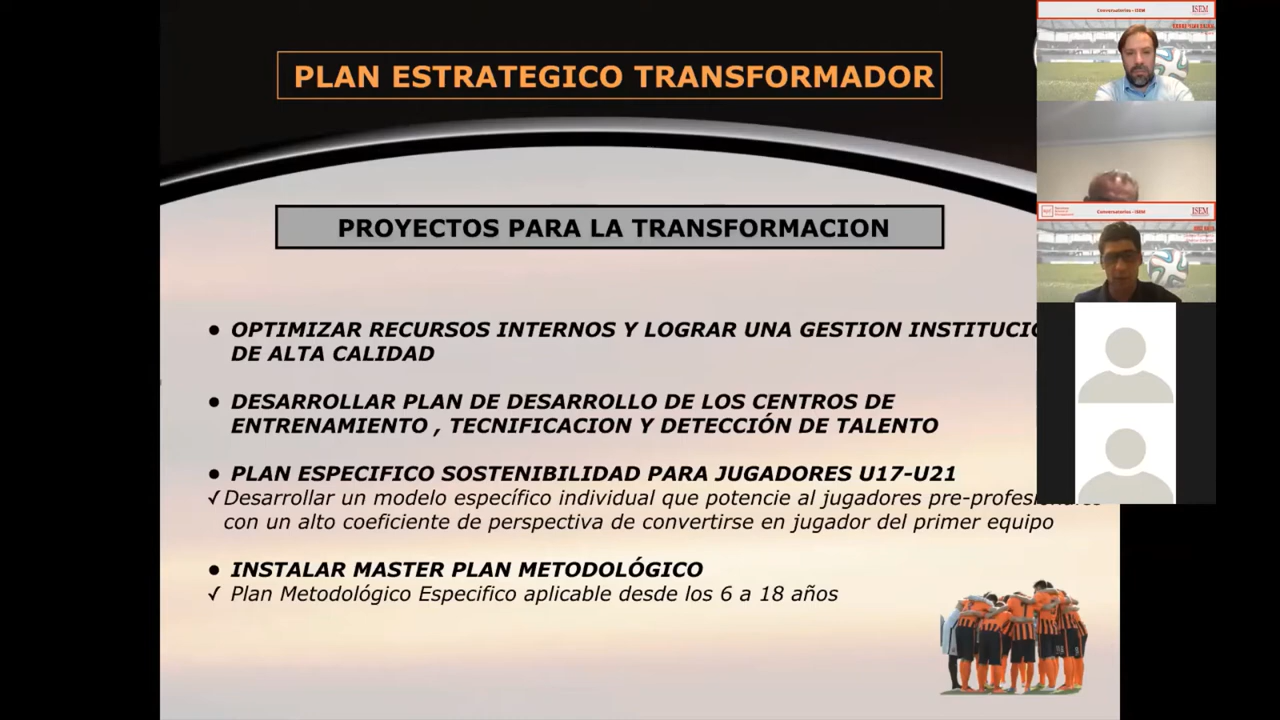 PLAN ESTRATEGICO TRANSFORMADOR
PROYECTOS PARA LA TRANSFORMACION
● OPTIMIZAR RECURSOS INTERNOS Y LOGRAR UNA GESTION
DE ALTA CALIDAD
● DESARROLLAR PLAN DE DESARROLLO DE LOS CENTROS DE
ENTRENAMIENTO , TECNIFICACION Y DETECCIÓN DE TALENTO
● PLAN ESPECIFICO SOSTENIBILIDAD PARA JUGADORES U17-U21
✓ Desarrollar un modelo específico individual que potencie al jugadores
con un alto coeficiente de perspectiva de convertirse en jugador del primer equipo
● INSTALAR MASTER PLAN METODOLÓGICO
✓ Plan Metodológico Especifico aplicable desde los 6 a 18 años
Conversatorios - ISEM
ISEM
Conversatorios - ISEM
ISEM